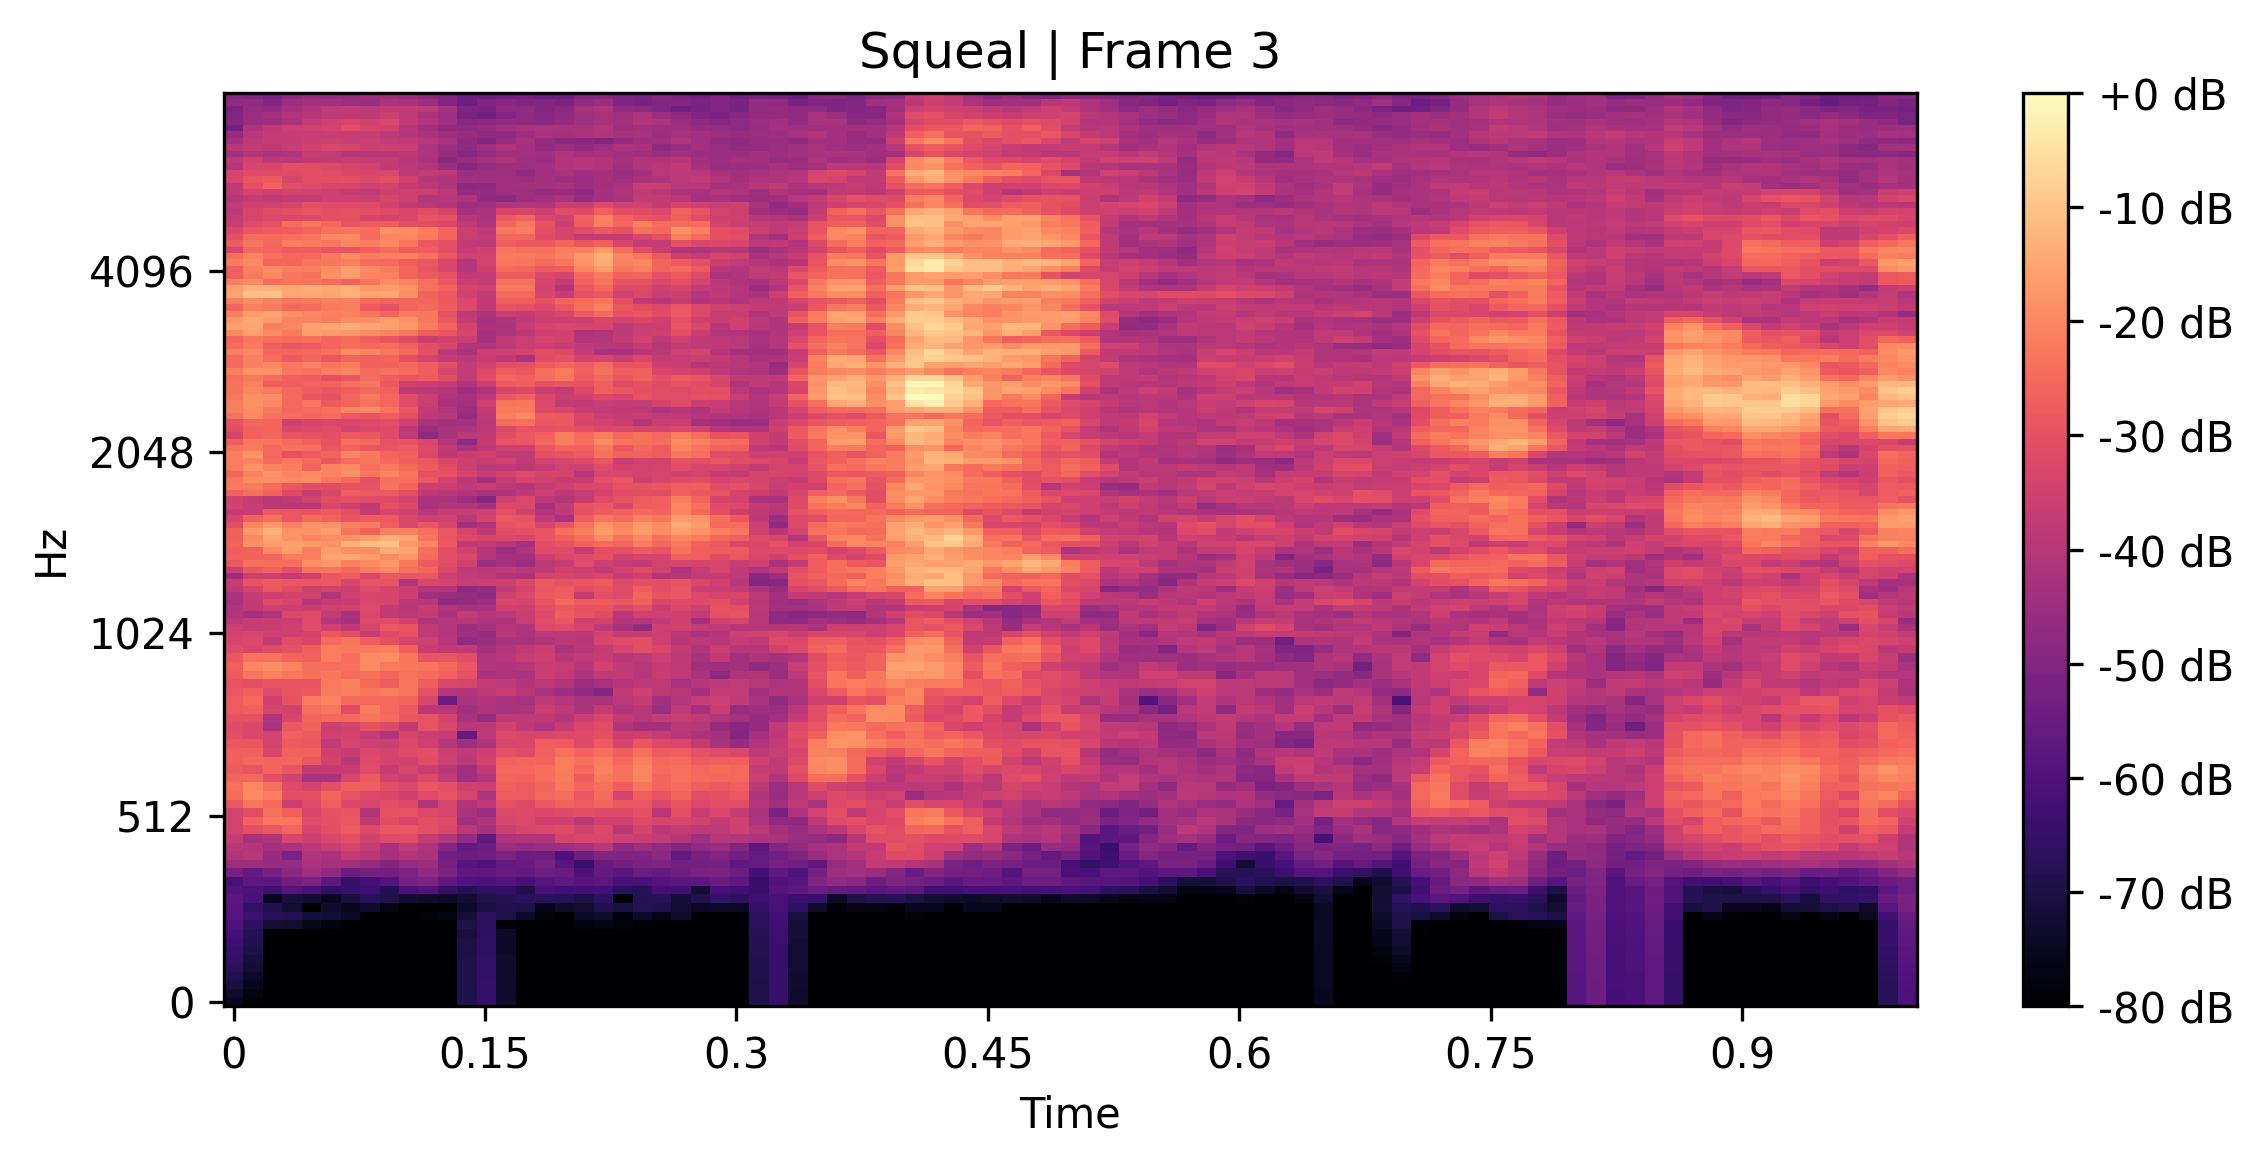 Squeal | Frame 3
+0 dB
-10 dB
-20 dB
-30 dB
-40 dB
-50 dB
-60 dB
-70 dB
-80 dB
Hz
4096
2048
1024
512
0
0 0.15 0.3 0.45 0.6 0.75 0.9
Time